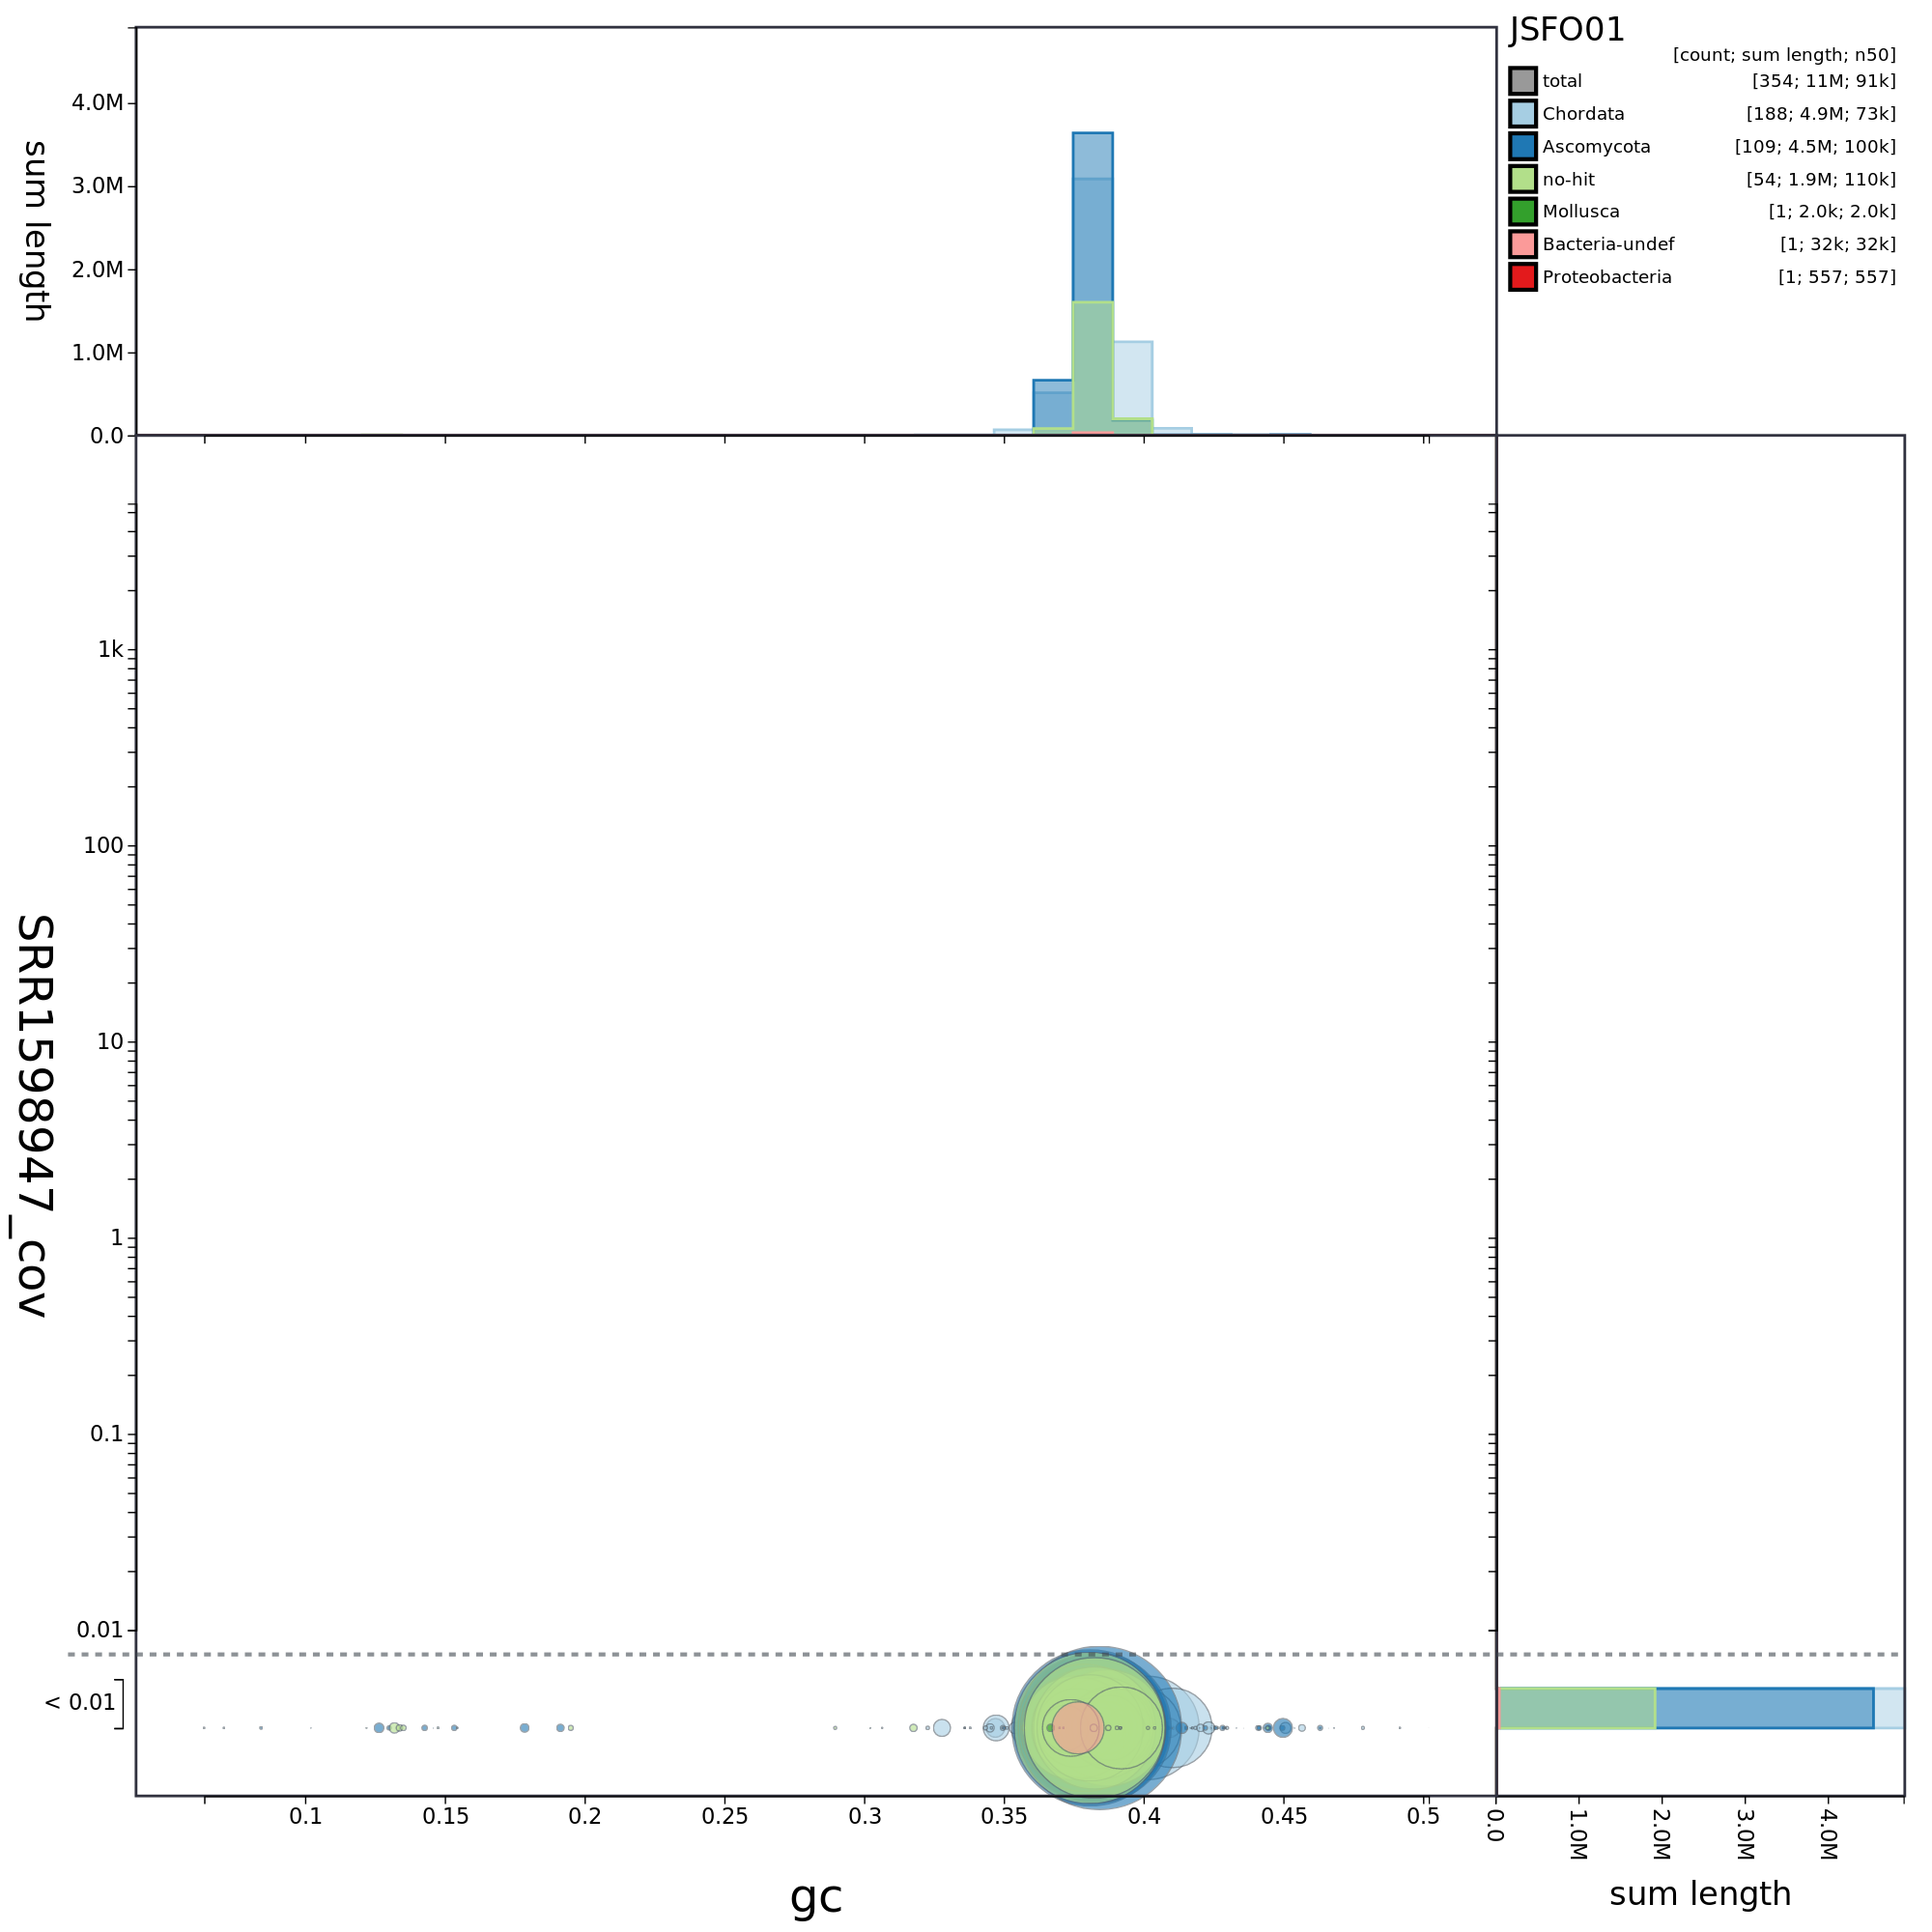 JSFO01
[count; sum length; n50]
total [354; 11M; 91k]
Chordata [188; 4.9M; 73k]
Ascomycota [109; 4.5M; 100k]
no-hit [54; 1.9M; 110k]
Mollusca [1; 2.0k; 2.0k]
Bacteria-undef [1; 32k; 32k]
Proteobacteria [1; 557; 557]
sum length
4.0M
3.0M
2.0M
1.0M
0.0
SRR1598947_cov
1k
100
10
1
0.1
0.01
< 0.01
0.1 0.15 0.2 0.25 0.3 0.35 0.4 0.45 0.5
gc
0.0 1.0M 2.0M 3.0M 4.0M
sum length